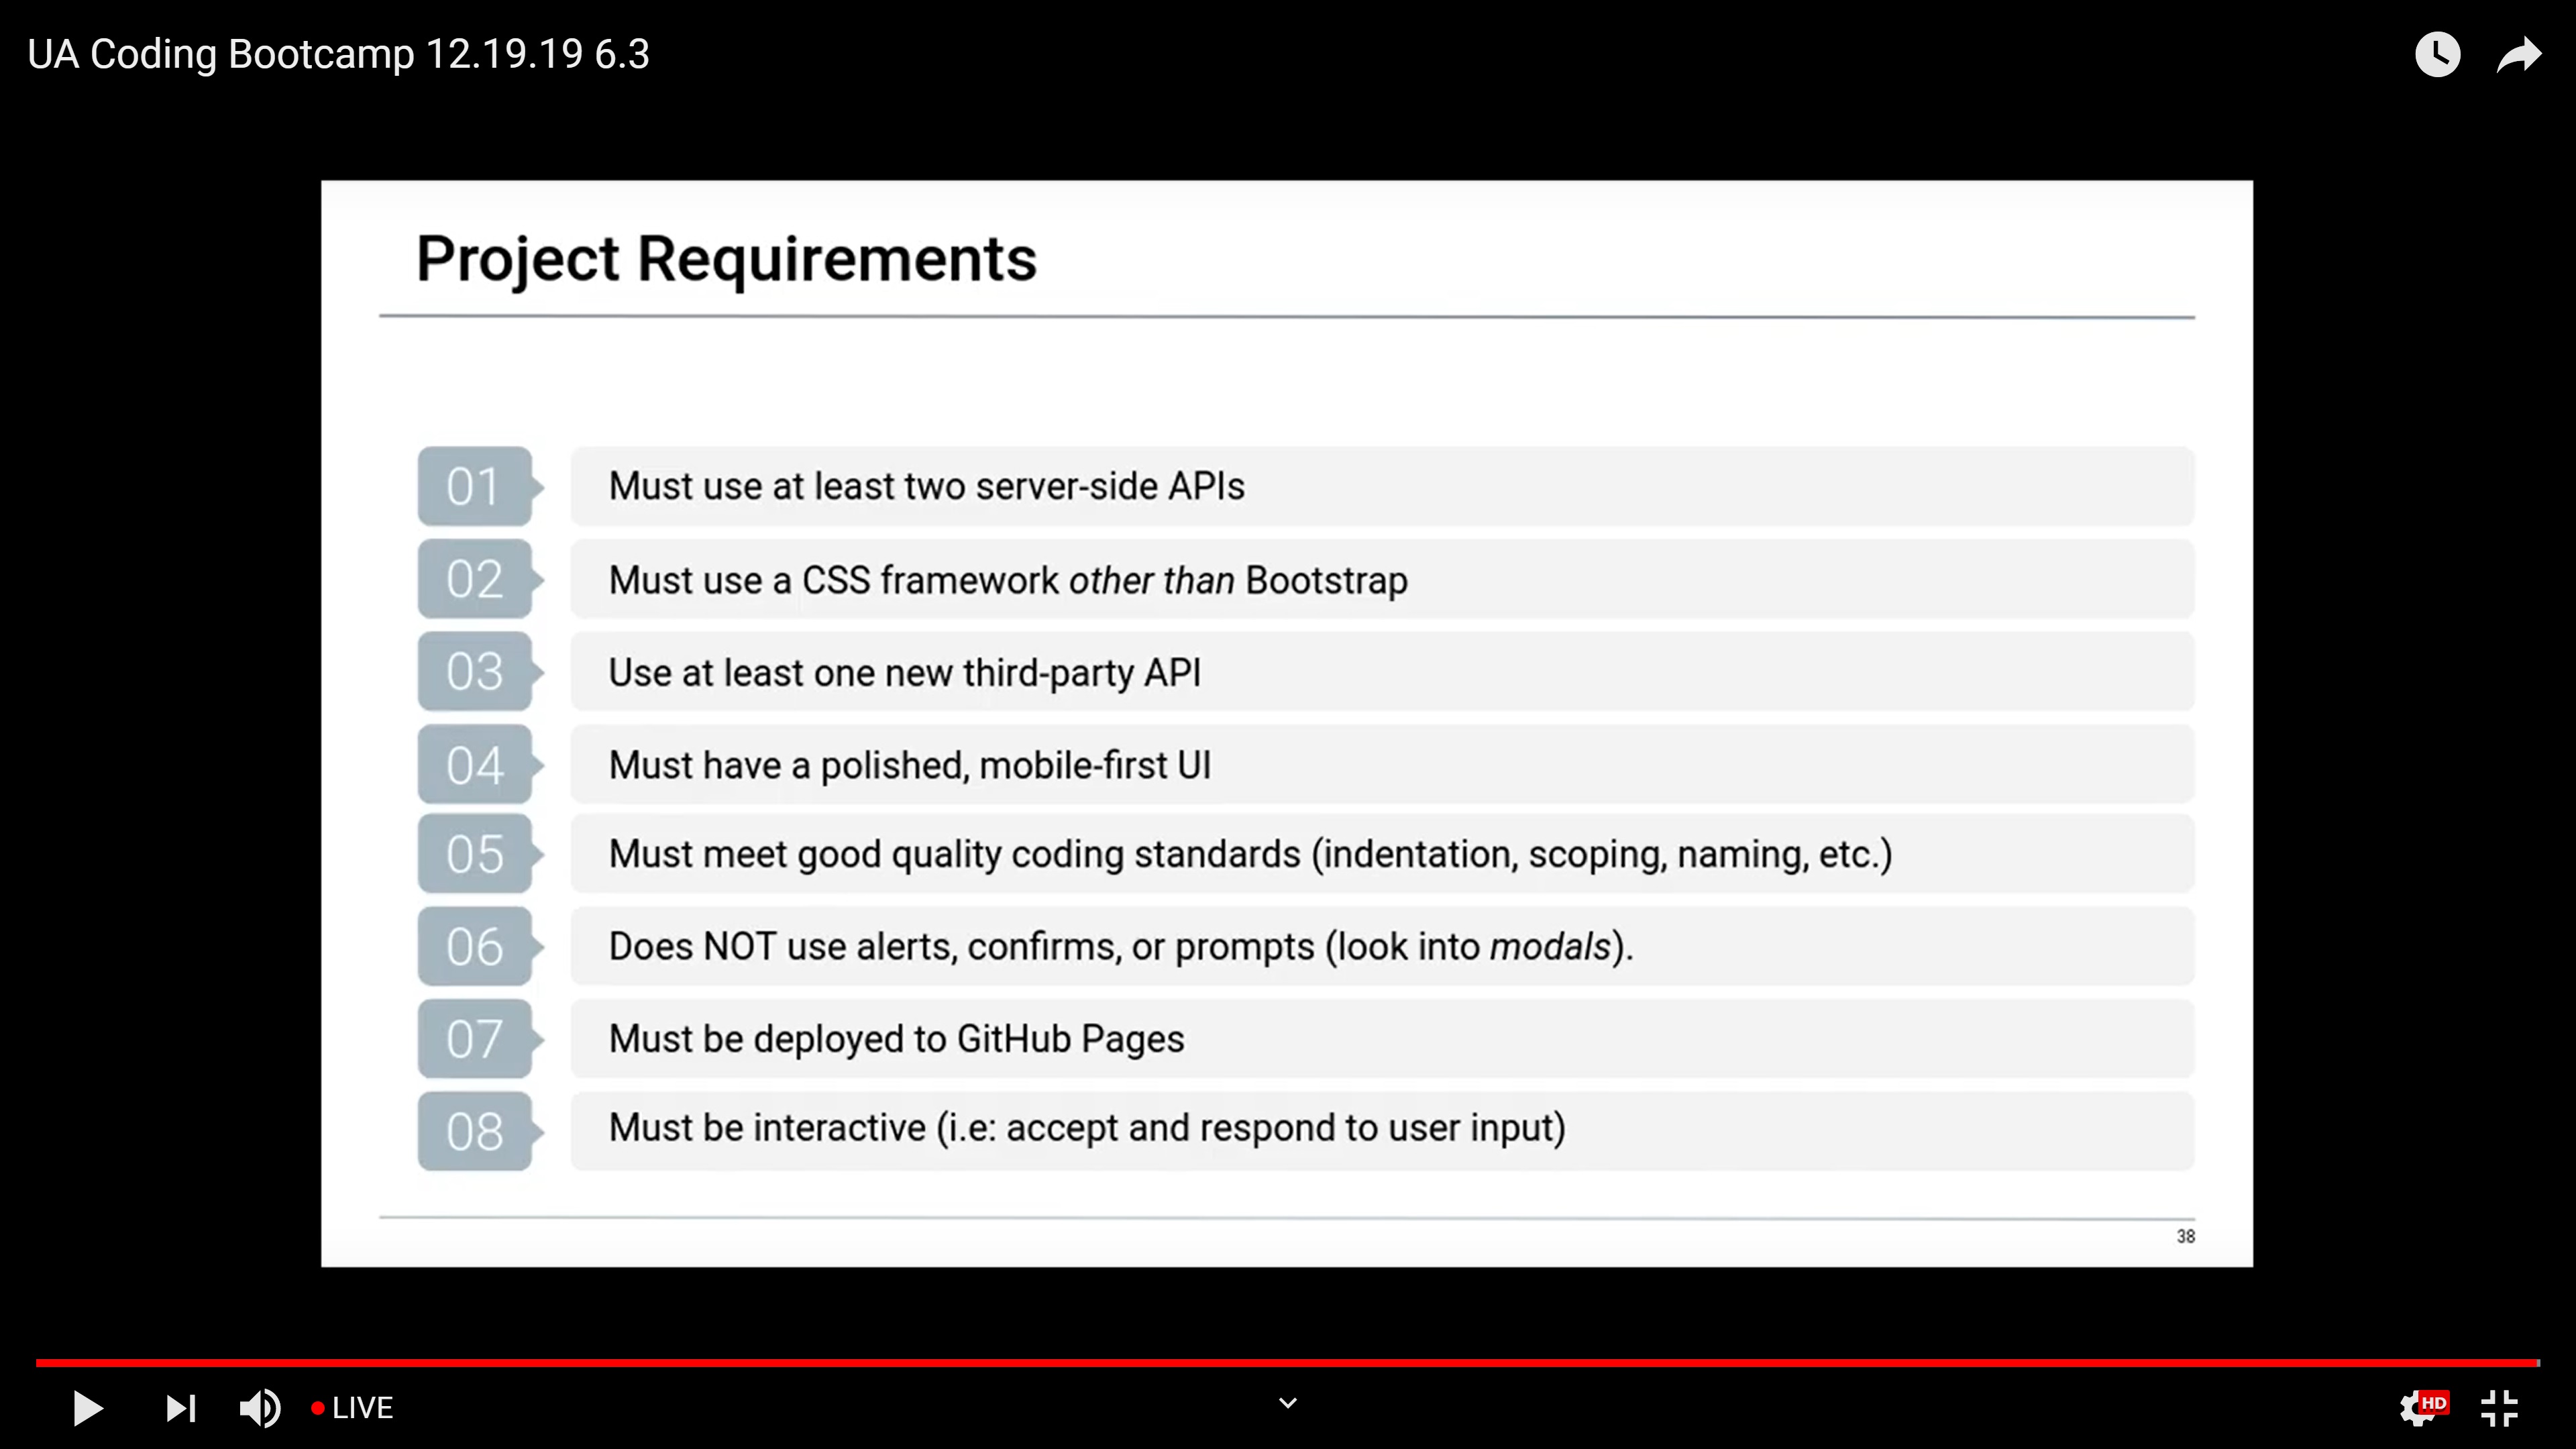 UA Coding Bootcamp 12.19.19 6.3
Project Requirements
01 Must use at least two server-side APIs
02 Must use a CSS framework other than Bootstrap
03 Use at least one new third-party API
04 Must have a polished, mobile-first UI
05 Must meet good quality coding standards (indentation, scoping, naming, etc.)
06 Does NOT use alerts, confirms, or prompts (look into modals).
07 Must be deployed to GitHub Pages
08 Must be interactive (i.e: accept and respond to user input)
38
LIVE
HD